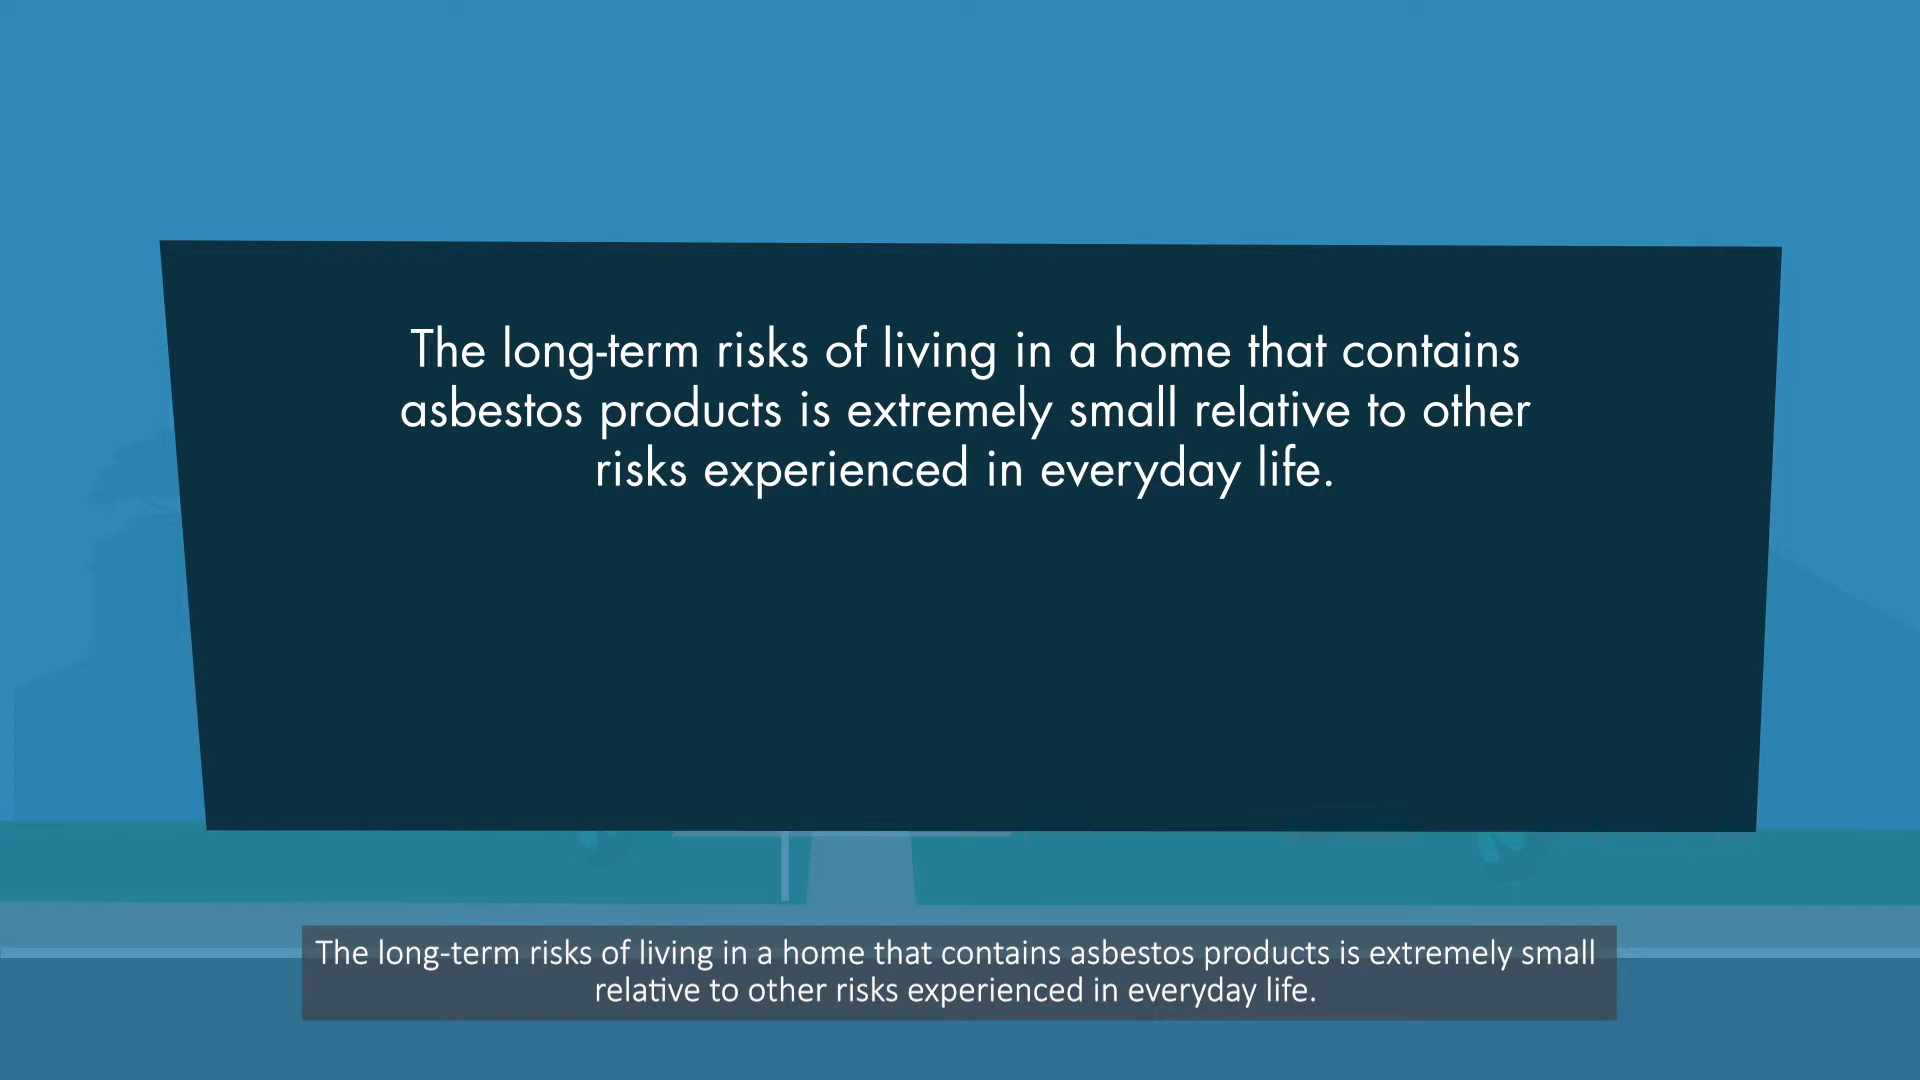 The long-term risks of living in a home that contains
asbestos products is extremely small relative to other
risks experienced in everyday life.
The long-term risks of living in a home that contains asbestos products is extremely small
relative to other risks experienced in everyday life.